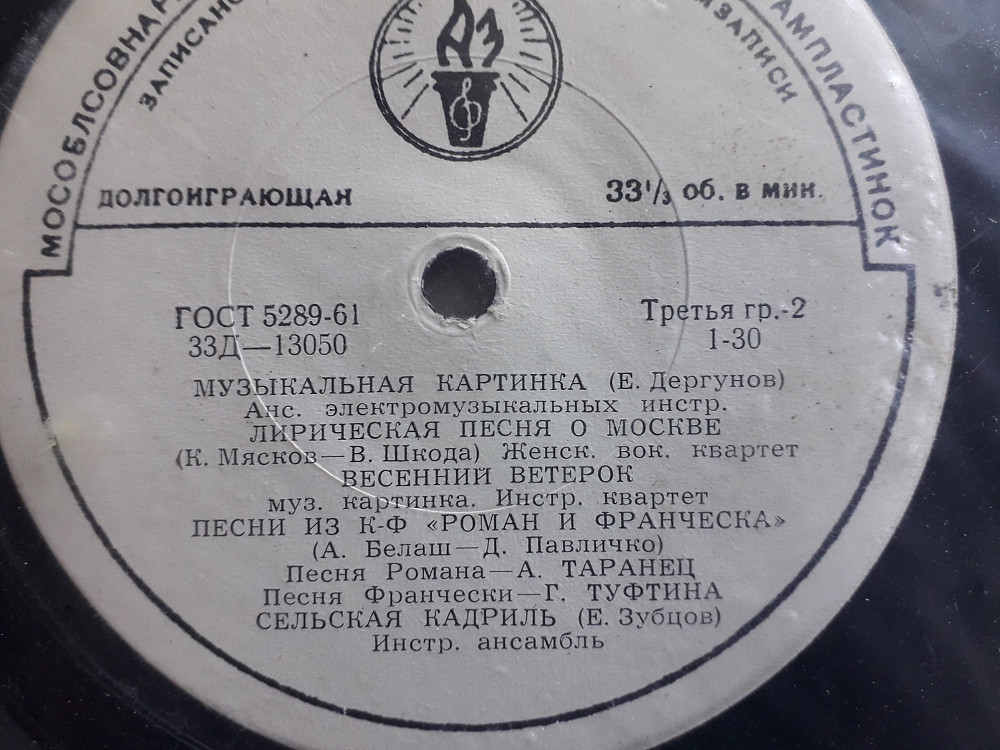 МОСОБЛСОВНАР
АМПЛАСТИНОК
ЗАПИСАНО
ЗАПИСИ
ДЗ
ДОЛГОИГРАЮЩАЯ 33⅓ об. в мин.
ГОСТ 5289-61 Третья гр.-2
33Д—13050 1-30
МУЗЫКАЛЬНАЯ КАРТИНКА (Е. Дергунов)
Анс. электромузыкальных инстр.
ЛИРИЧЕСКАЯ ПЕСНЯ О МОСКВЕ
(К. Мясков—В. Шкода) Женск. вок. квартет
ВЕСЕННИЙ ВЕТЕРОК
муз. картинка. Инстр. квартет
ПЕСНИ ИЗ К-Ф «РОМАН И ФРАНЧЕСКА»
(А. Белаш—Д. Павличко)
Песня Романа—А. ТАРАНЕЦ
Песня Франчески—Г. ТУФТИНА
СЕЛЬСКАЯ КАДРИЛЬ (Е. Зубцов)
Инстр. ансамбль